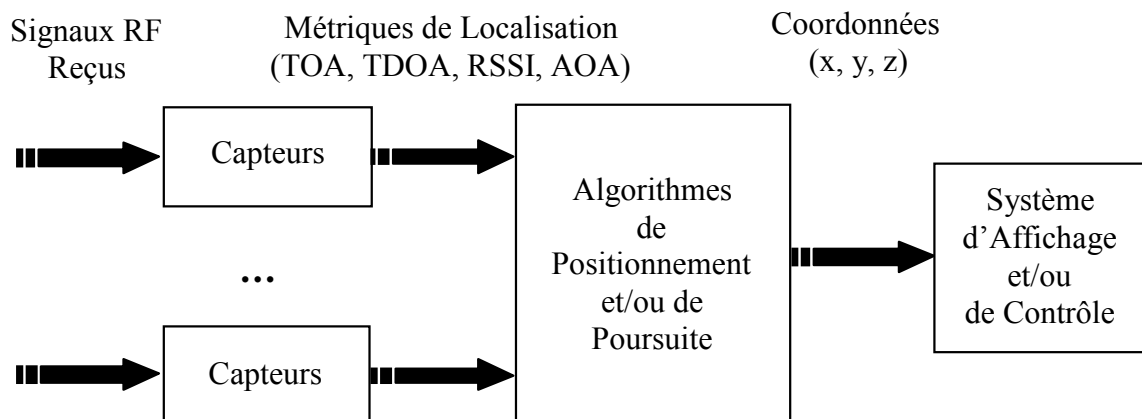 Signaux RF
Reçus
Métriques de Localisation
(TOA, TDOA, RSSI, AOA)
Coordonnées
(x, y, z)
Capteurs
...
Capteurs
Algorithmes
de
Positionnement
et/ou de
Poursuite
Système
d’Affichage
et/ou
de Contrôle